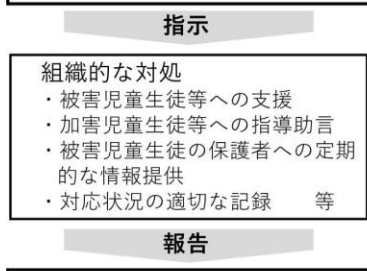 指示
組織的な対処
・被害児童生徒等への支援
・加害児童生徒等への指導助言
・被害児童生徒の保護者への定期
的な情報提供
・対応状況の適切な記録　等
報告